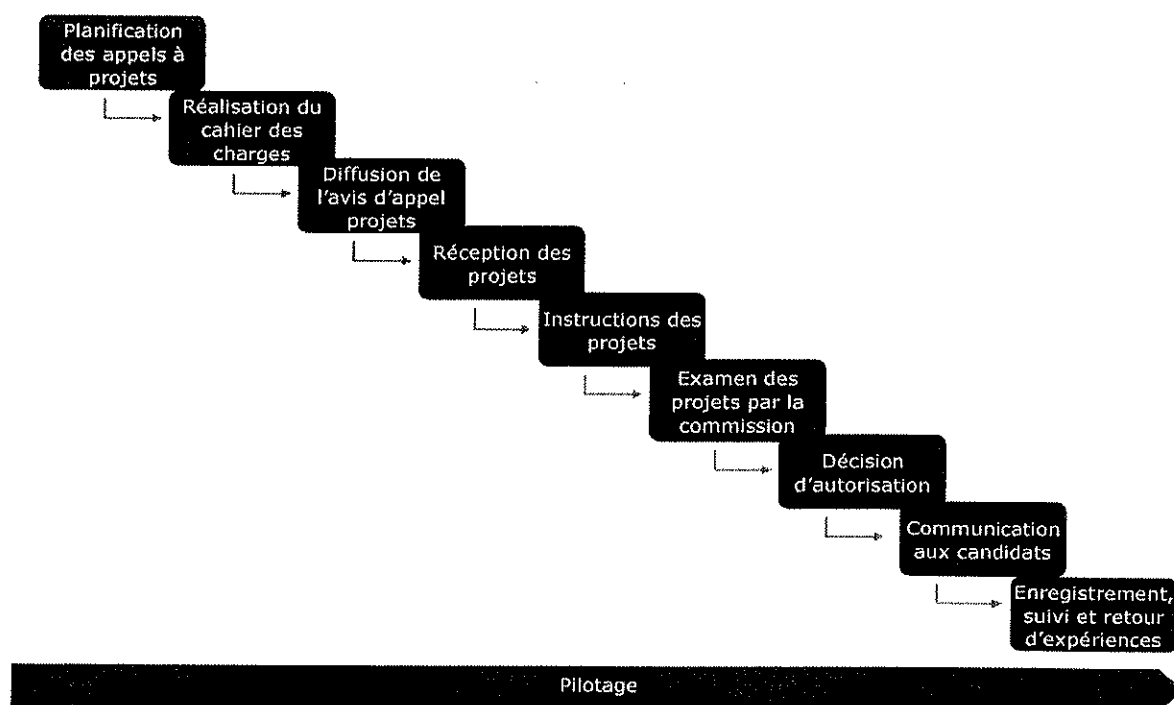 Planification
des appels à
projets
Réalisation du
cahier des
charges
Diffusion de
l'avis d'appel
projets
Réception des
projets
Instructions des
projets
Examen des
projets par la
commission
Décision
d'autorisation
Communication
aux candidats
Enregistrement,
suivi et retour
d'expériences
Pilotage